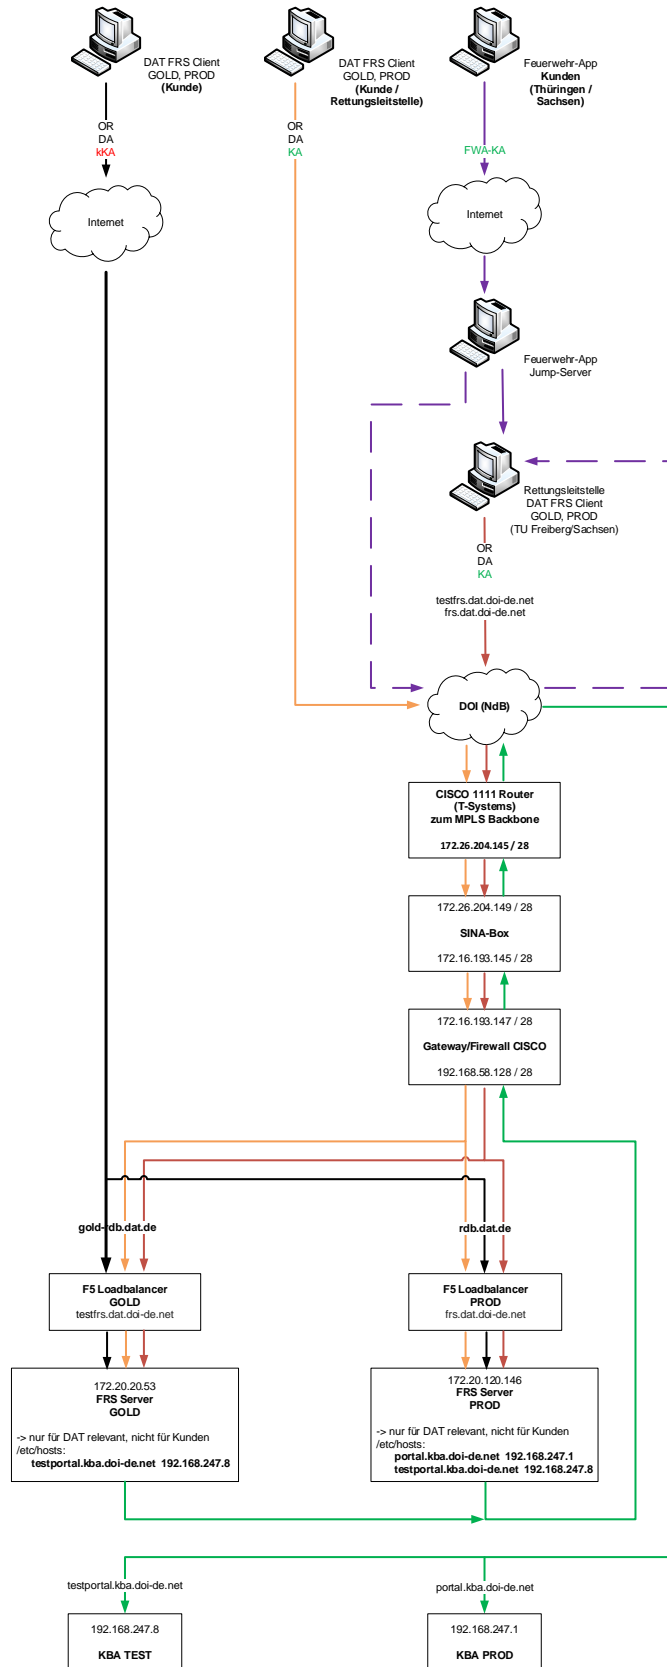 DAT FRS Client
GOLD, PROD
(Kunde)
DAT FRS Client
GOLD, PROD
(Kunde /
Rettungsleitstelle)
Feuerwehr-App
Kunden
(Thüringen /
Sachsen)
OR
DA
kKA
OR
DA
KA
FWA-KA
Internet
Internet
Feuerwehr-App
Jump-Server
Rettungsleitstelle
DAT FRS Client
GOLD, PROD
(TU Freiberg/Sachsen)
OR
DA
KA
testfrs.dat.doi-de.net
frs.dat.doi-de.net
DOI (NdB)
CISCO 1111 Router
(T-Systems)
zum MPLS Backbone
172.26.204.145 / 28
172.26.204.149 / 28
SINA-Box
172.16.193.145 / 28
172.16.193.147 / 28
Gateway/Firewall CISCO
192.168.58.128 / 28
gold-rdb.dat.de
rdb.dat.de
F5 Loadbalancer
GOLD
testfrs.dat.doi-de.net
F5 Loadbalancer
PROD
frs.dat.doi-de.net
172.20.20.53
FRS Server
GOLD
-> nur für DAT relevant, nicht für Kunden
/etc/hosts:
testportal.kba.doi-de.net 192.168.247.8
172.20.120.146
FRS Server
PROD
-> nur für DAT relevant, nicht für Kunden
/etc/hosts:
portal.kba.doi-de.net 192.168.247.1
testportal.kba.doi-de.net 192.168.247.8
testportal.kba.doi-de.net
portal.kba.doi-de.net
192.168.247.8
KBA TEST
192.168.247.1
KBA PROD